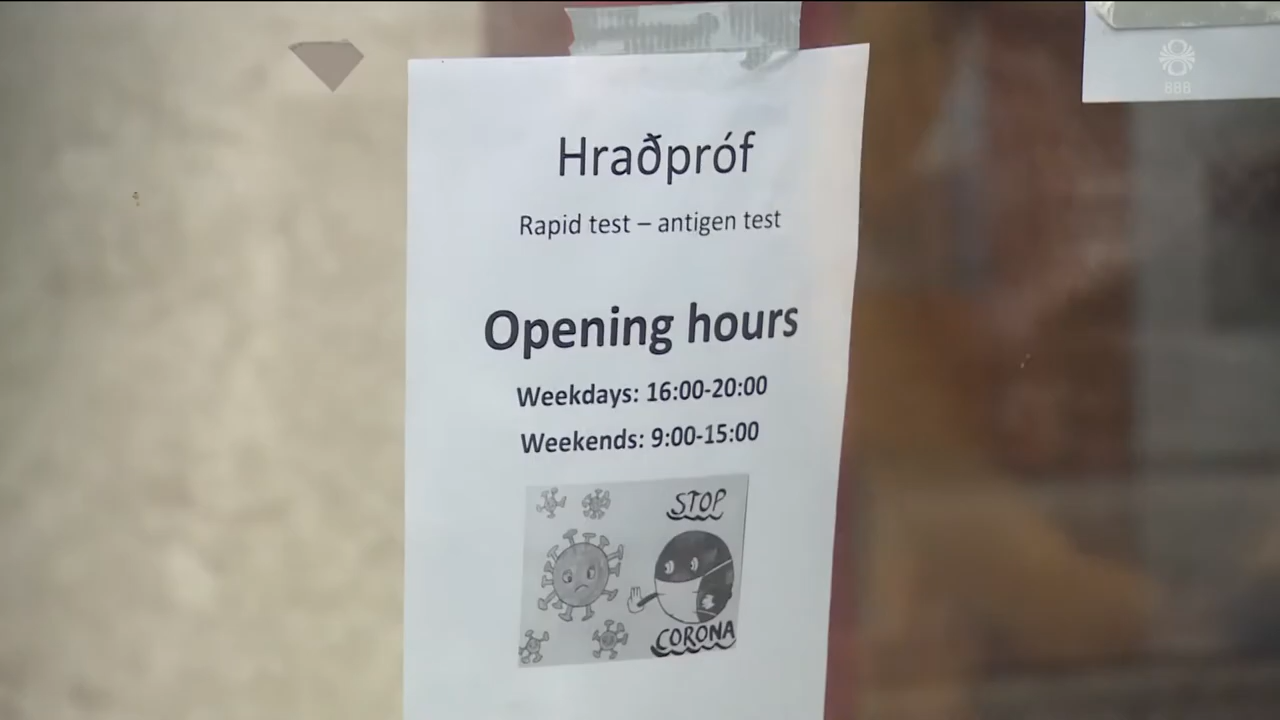 Hraðpróf
Rapid test – antigen test
Opening hours
Weekdays: 16:00-20:00
Weekends: 9:00-15:00
STOP
CORONA